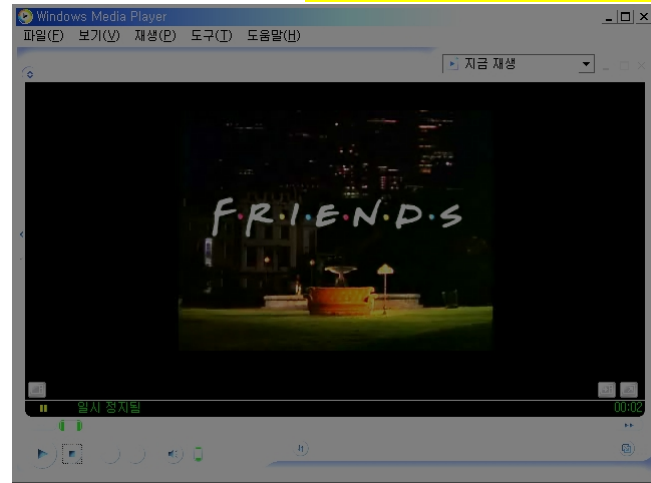 Windows Media Player
파일(F) 보기(V) 재생(P) 도구(T) 도움말(H)
지금 재생
F·R·I·E·N·D·S
일시 정지됨 00:02